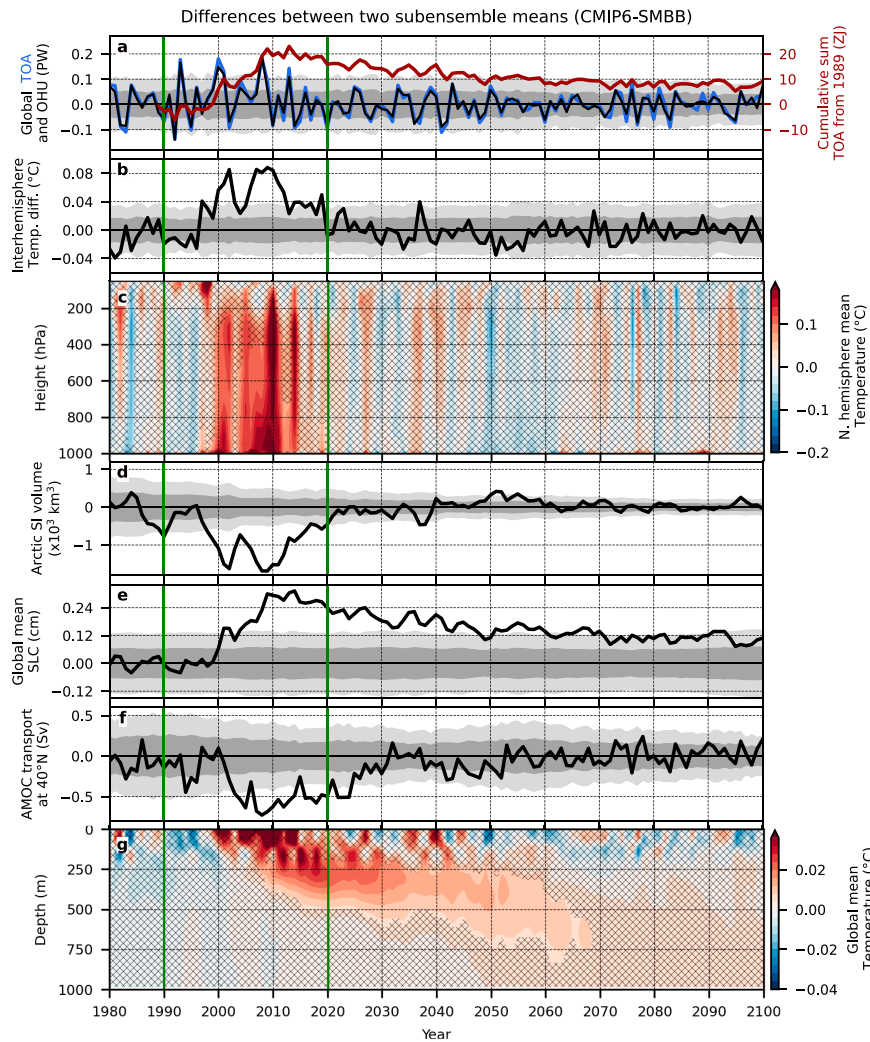 Differences between two subensemble means (CMIP6-SMBB)
a
Global TOA
and OHU (PW)
0.2
0.1
0.0
−0.1
20
10
0
−10
Cumulative sum
TOA from 1989 (ZJ)
b
Interhemisphere
Temp. diff. (°C)
0.08
0.04
0.00
−0.04
c
Height (hPa)
200
400
600
800
1000
0.1
0.0
−0.1
−0.2
N. hemisphere mean
Temperature (°C)
d
Arctic SI volume
(x10³ km³)
1
0
−1
e
Global mean
SLC (cm)
0.24
0.12
0.00
−0.12
f
AMOC transport
at 40°N (Sv)
0.5
0.0
−0.5
g
Depth (m)
0
250
500
750
1000
0.02
0.00
−0.02
−0.04
Global mean
Temperature (°C)
1980 1990 2000 2010 2020 2030 2040 2050 2060 2070 2080 2090 2100
Year